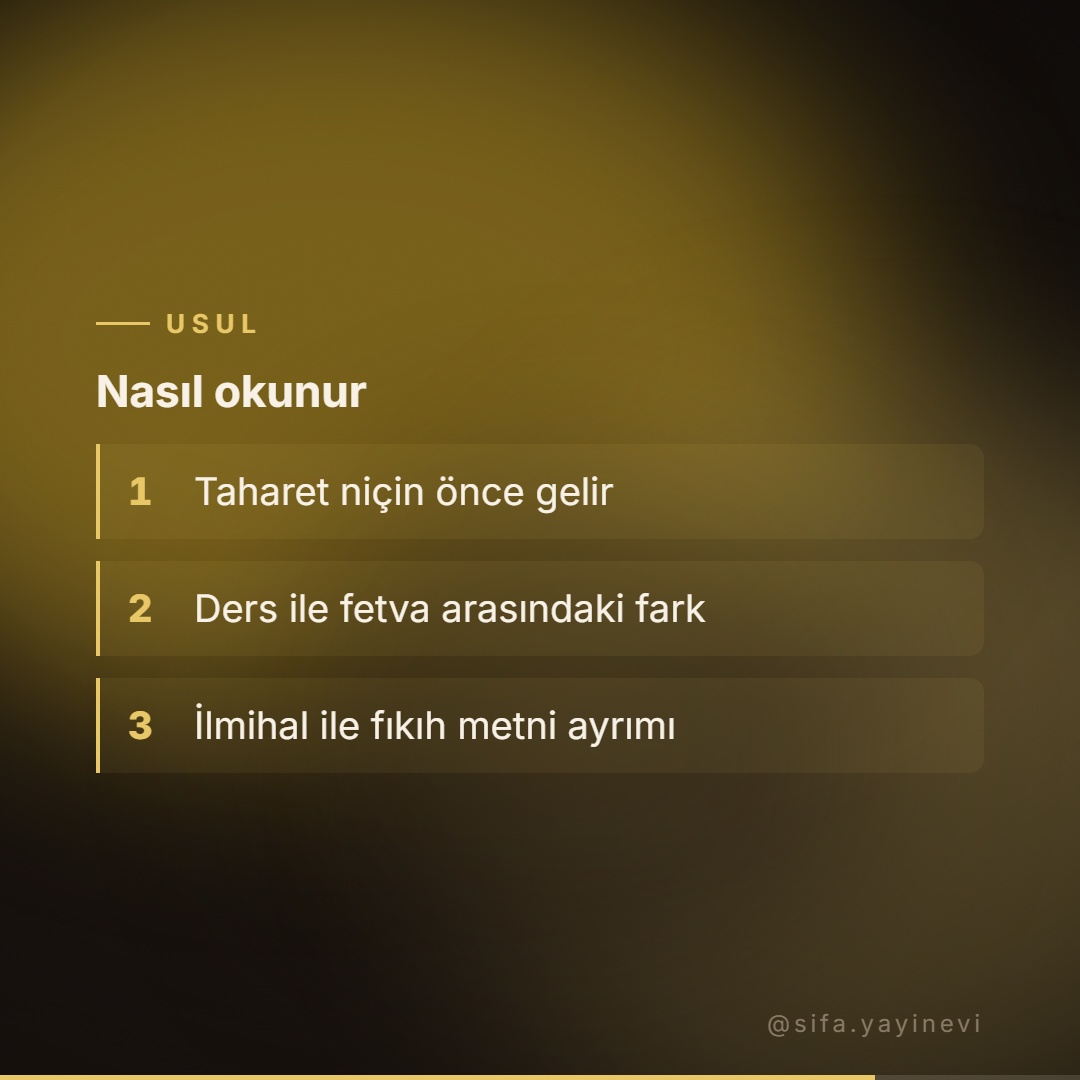 USUL
Nasıl okunur
1 Taharet niçin önce gelir
2 Ders ile fetva arasındaki fark
3 İlmihal ile fıkıh metni ayrımı
@sifa.yayinevi